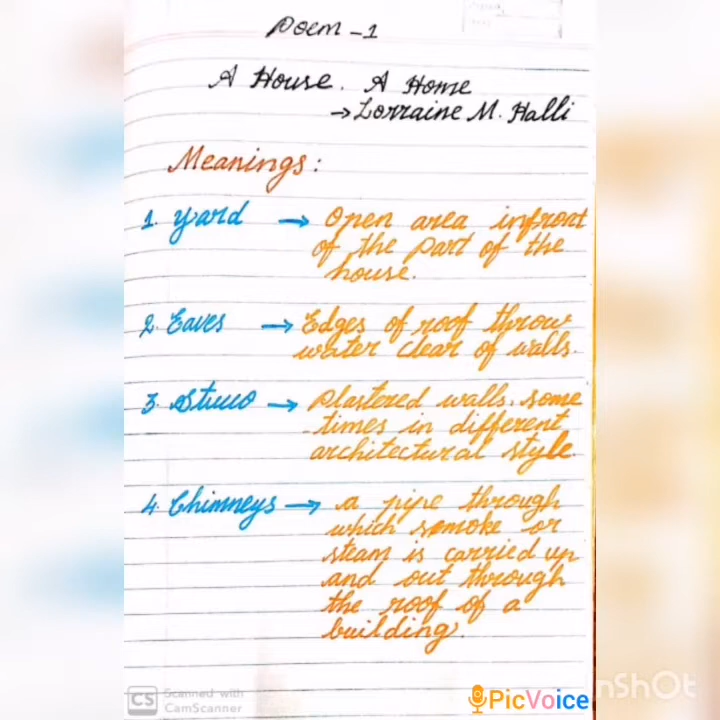 Poem - 1
A House. A Home
→ Lorraine M. Halli
Meanings:
1. Yard → Open area infront
of the part of the
house.
2. Eaves → Edges of roof throw
water clear of walls.
3. Stucco → Plastered walls. some
-times in different
architectural style.
4. Chimneys → a pipe through
which smoke or
steam is carried up
and out through
the roof of a
building.
CS Scanned with
CamScanner
PicVoice
nShOt